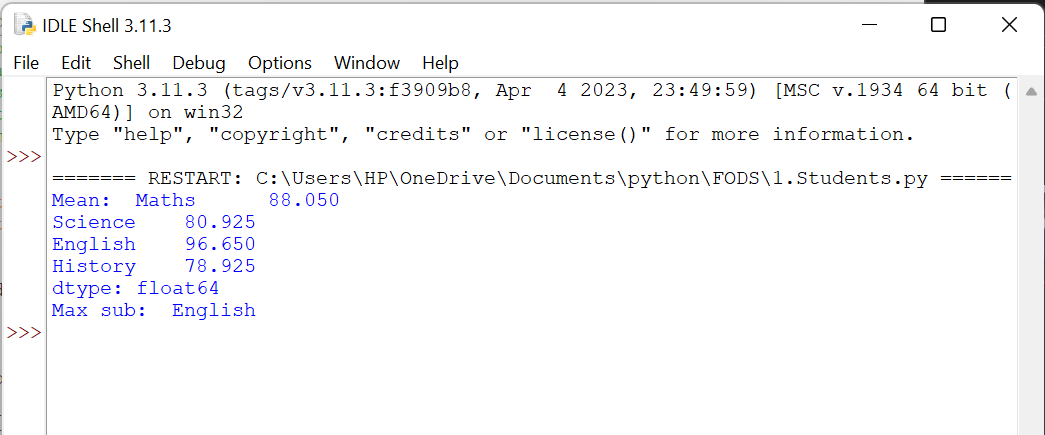 IDLE Shell 3.11.3
File Edit Shell Debug Options Window Help
Python 3.11.3 (tags/v3.11.3:f3909b8, Apr  4 2023, 23:49:59) [MSC v.1934 64 bit (
AMD64)] on win32
Type "help", "copyright", "credits" or "license()" for more information.
>>>
======= RESTART: C:\Users\HP\OneDrive\Documents\python\FODS\1.Students.py ======
Mean:  Maths      88.050
Science    80.925
English    96.650
History    78.925
dtype: float64
Max sub:  English
>>>